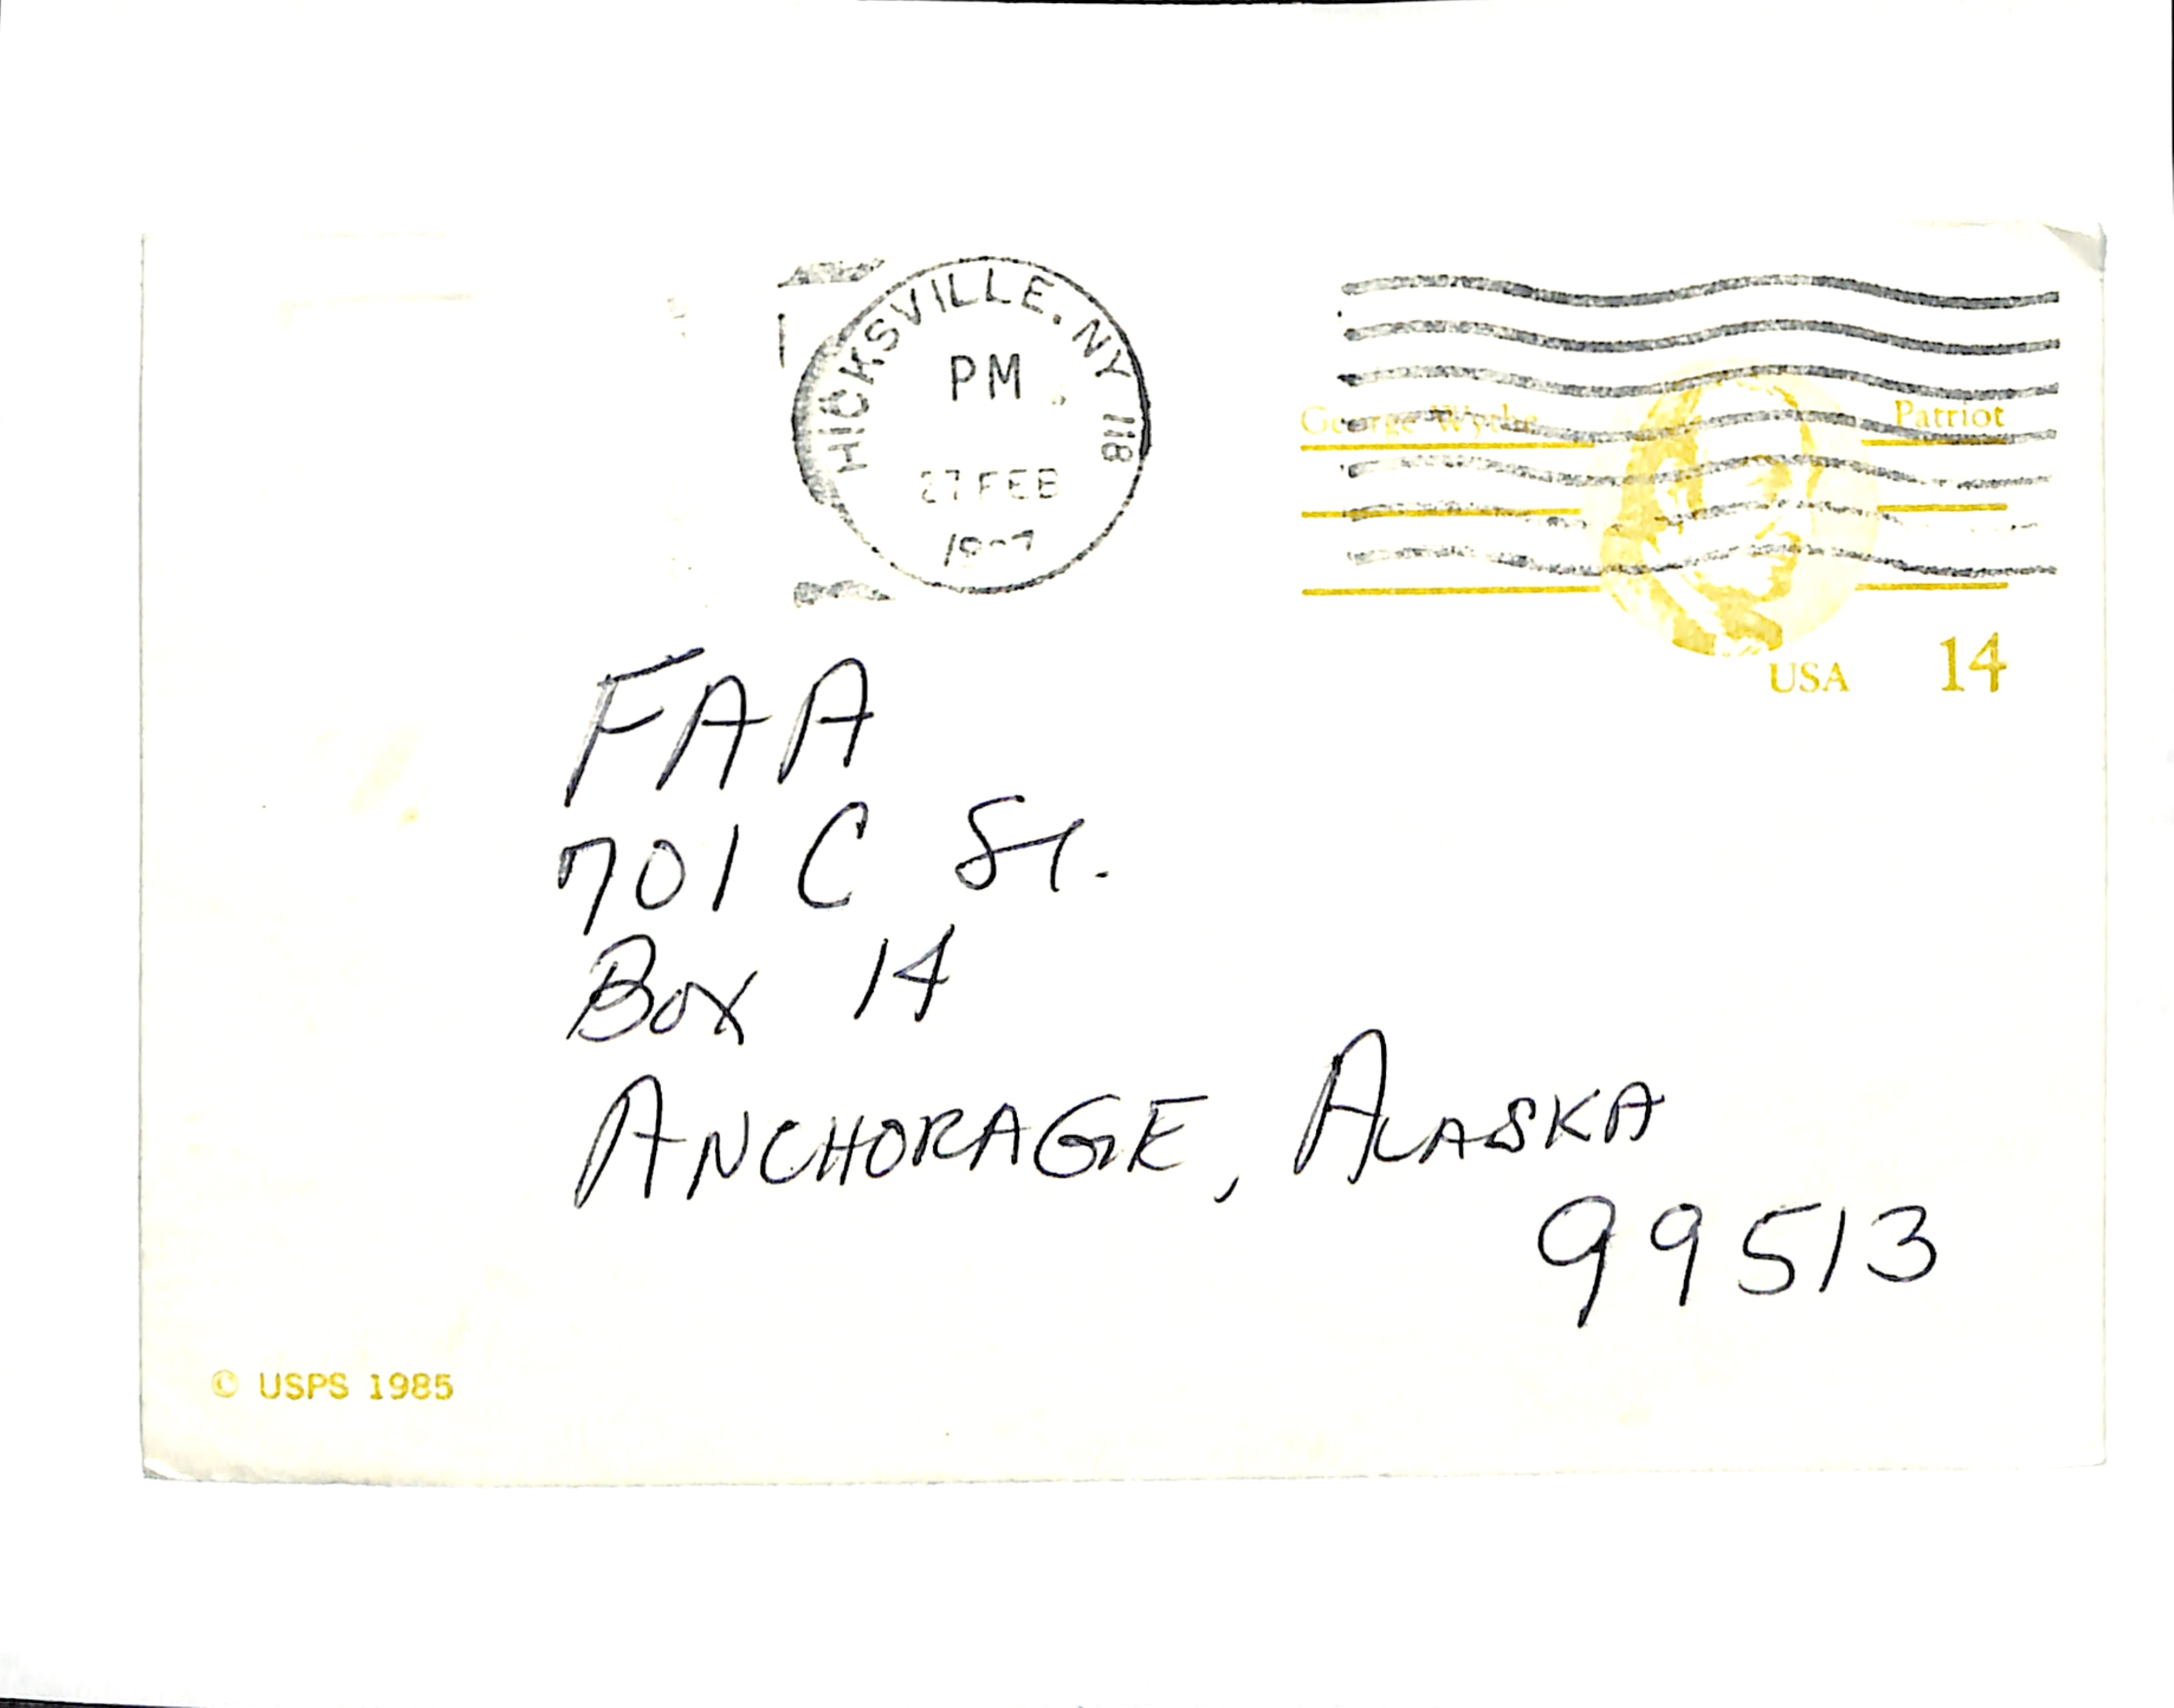 HICKSVILLE, NY 118
PM
27 FEB
George Wythe
Patriot
USA 14
FAA
701 C St.
Box 14
ANCHORAGE, ALASKA
99513
© USPS 1985